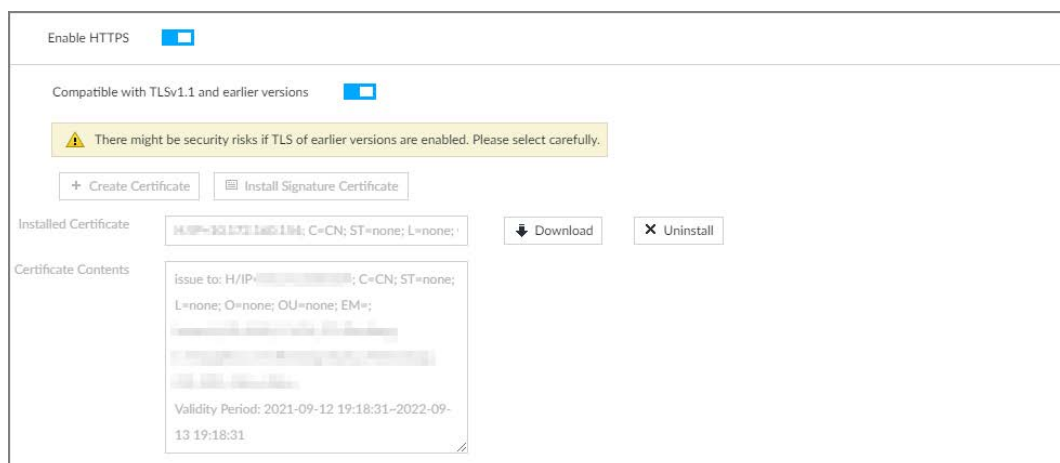 Enable HTTPS
Compatible with TLSv1.1 and earlier versions
There might be security risks if TLS of earlier versions are enabled. Please select carefully.
+ Create Certificate Install Signature Certificate
Installed Certificate C=CN; ST=none; L=none; Download Uninstall
Certificate Contents
issue to: H/IP= ; C=CN; ST=none;
L=none; O=none; OU=none; EM=;
Validity Period: 2021-09-12 19:18:31~2022-09-
13 19:18:31